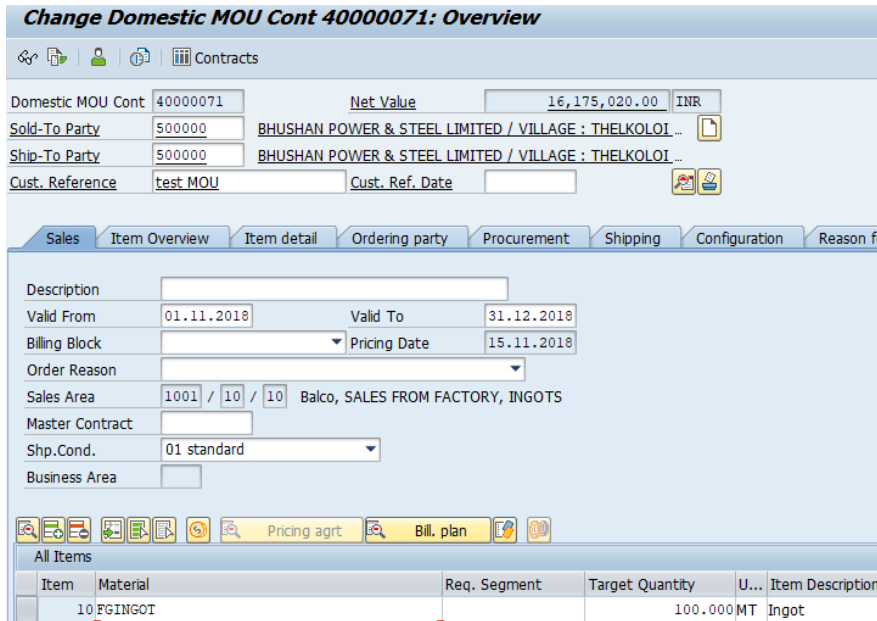 Change Domestic MOU Cont 40000071: Overview
Contracts
Domestic MOU Cont 40000071 Net Value 16,175,020.00 INR
Sold-To Party 500000 BHUSHAN POWER & STEEL LIMITED / VILLAGE : THELKOLOI ...
Ship-To Party 500000 BHUSHAN POWER & STEEL LIMITED / VILLAGE : THELKOLOI ...
Cust. Reference test MOU Cust. Ref. Date
Sales Item Overview Item detail Ordering party Procurement Shipping Configuration Reason f
Description
Valid From 01.11.2018 Valid To 31.12.2018
Billing Block Pricing Date 15.11.2018
Order Reason
Sales Area 1001 / 10 / 10 Balco, SALES FROM FACTORY, INGOTS
Master Contract
Shp.Cond. 01 standard
Business Area
Pricing agrt Bill. plan
All Items
Item Material Req. Segment Target Quantity U... Item Description
10 FGINGOT 100.000 MT Ingot